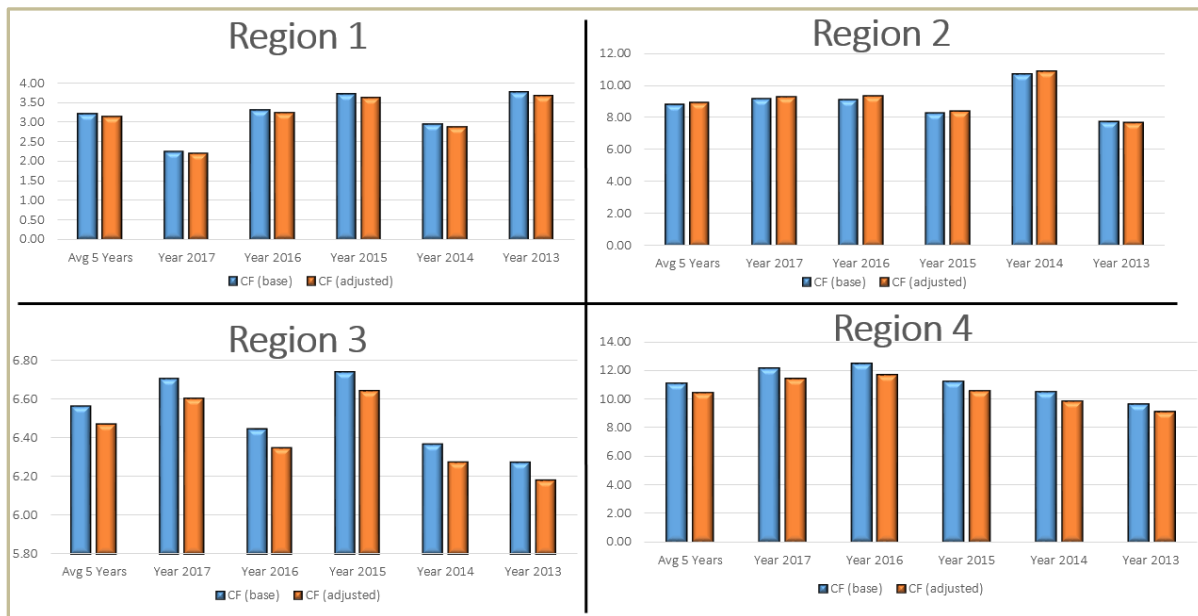 Region 1
4.00
3.50
3.00
2.50
2.00
1.50
1.00
0.50
0.00
Avg 5 Years Year 2017 Year 2016 Year 2015 Year 2014 Year 2013
CF (base) CF (adjusted)
Region 2
12.00
10.00
8.00
6.00
4.00
2.00
0.00
Avg 5 Years Year 2017 Year 2016 Year 2015 Year 2014 Year 2013
CF (base) CF (adjusted)
Region 3
6.80
6.60
6.40
6.20
6.00
5.80
Avg 5 Years Year 2017 Year 2016 Year 2015 Year 2014 Year 2013
CF (base) CF (adjusted)
Region 4
14.00
12.00
10.00
8.00
6.00
4.00
2.00
0.00
Avg 5 Years Year 2017 Year 2016 Year 2015 Year 2014 Year 2013
CF (base) CF (adjusted)